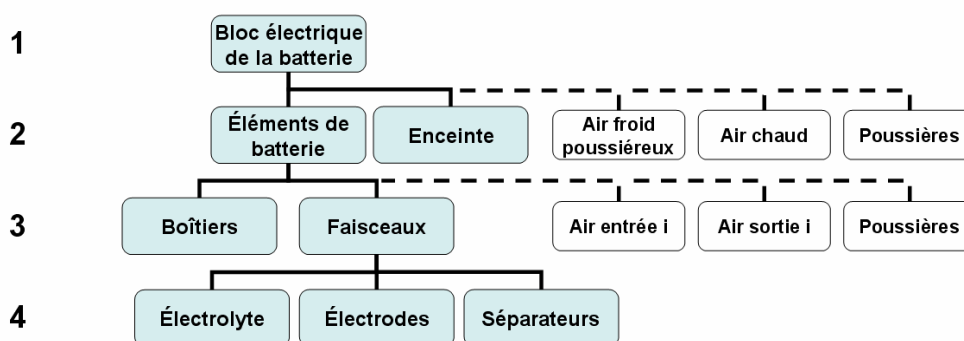 1
Bloc électrique
de la batterie
2
Éléments de
batterie
Enceinte
Air froid
poussiéreux
Air chaud
Poussières
3
Boîtiers
Faisceaux
Air entrée i
Air sortie i
Poussières
4
Électrolyte
Électrodes
Séparateurs